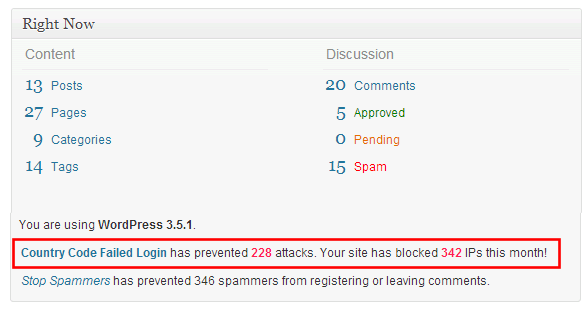 Right Now
Content Discussion
13 Posts 20 Comments
27 Pages 5 Approved
9 Categories 0 Pending
14 Tags 15 Spam
You are using WordPress 3.5.1.
Country Code Failed Login has prevented 228 attacks. Your site has blocked 342 IPs this month!
Stop Spammers has prevented 346 spammers from registering or leaving comments.